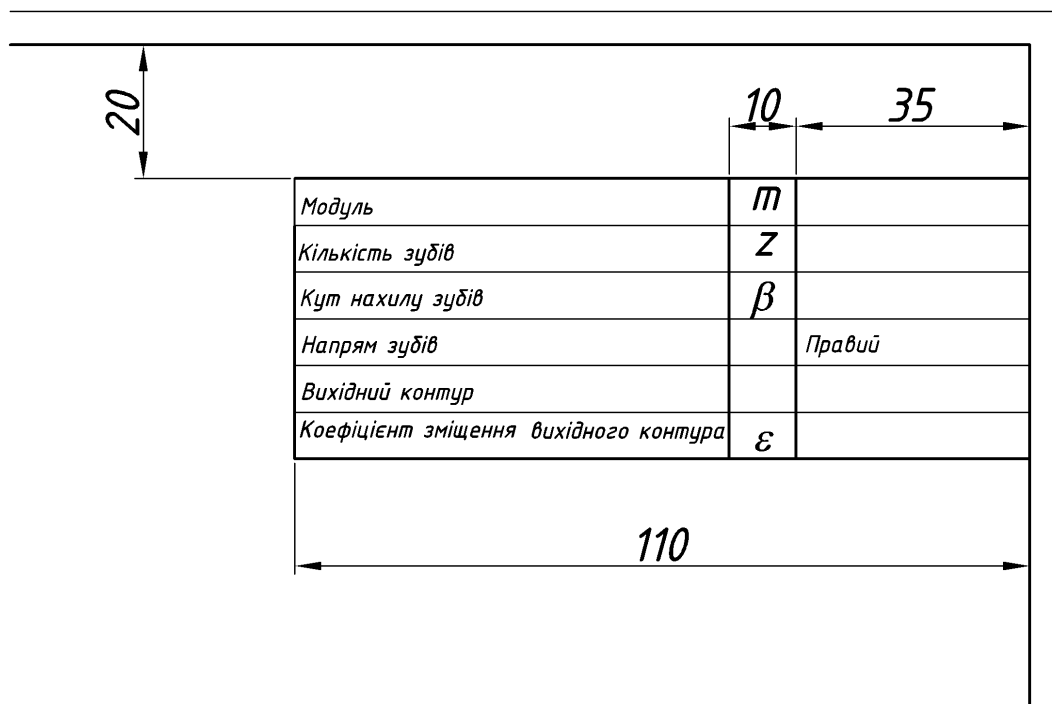 20
10 35
Модуль m
Кількість зубів z
Кут нахилу зубів β
Напрям зубів Правий
Вихідний контур
Коефіцієнт зміщення вихідного контура ε
110